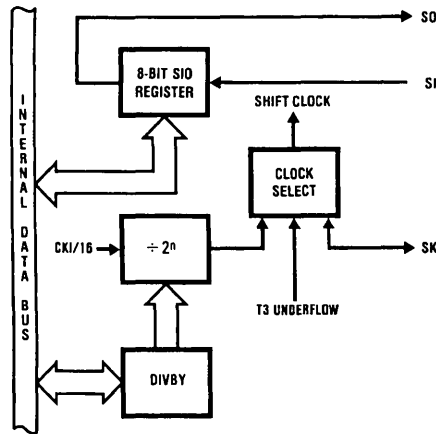 SO
8-BIT SIO
REGISTER
SI
SHIFT CLOCK
INTERNAL DATA BUS
CLOCK
SELECT
CKI/16
÷ 2ⁿ
SK
T3 UNDERFLOW
DIVBY